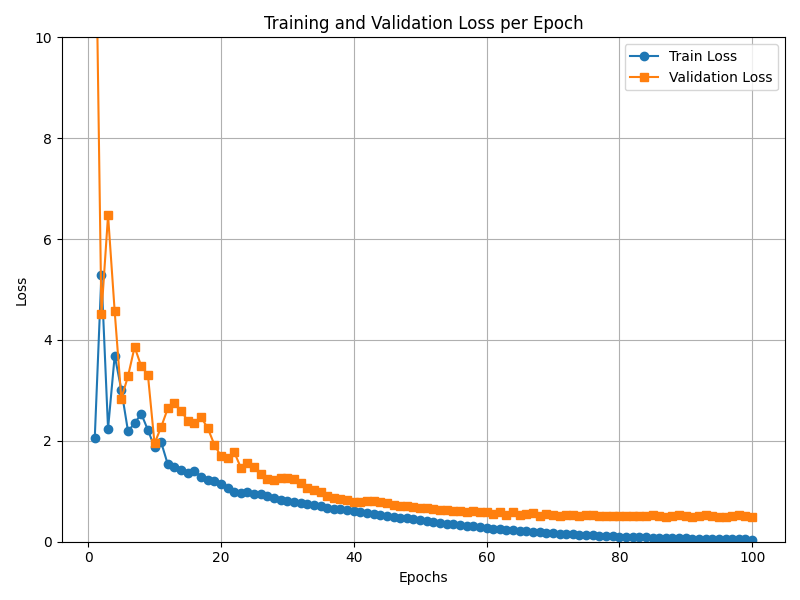 Training and Validation Loss per Epoch
Train Loss
Validation Loss
Loss
10
8
6
4
2
0
0 20 40 60 80 100
Epochs